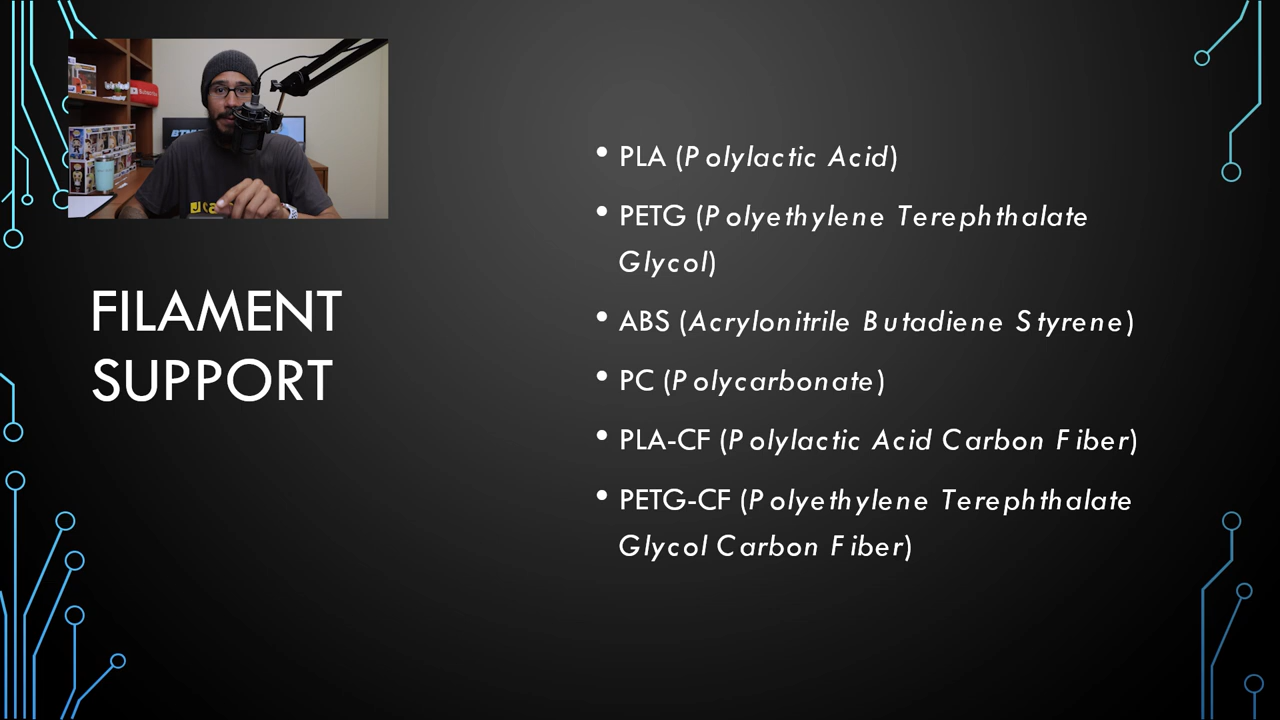 Subscribe
FILAMENT
SUPPORT
• PLA (Polylactic Acid)
• PETG (Polyethylene Terephthalate
Glycol)
• ABS (Acrylonitrile Butadiene Styrene)
• PC (Polycarbonate)
• PLA-CF (Polylactic Acid Carbon Fiber)
• PETG-CF (Polyethylene Terephthalate
Glycol Carbon Fiber)